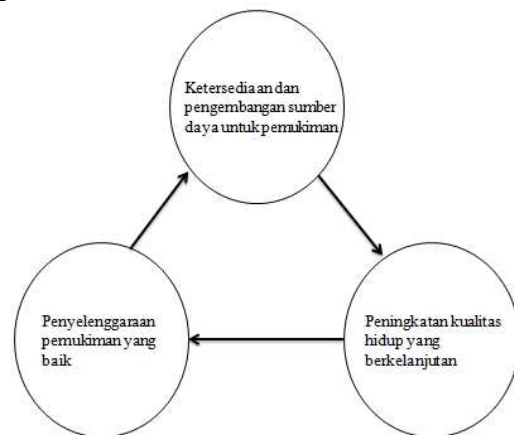 Ketersediaan dan
pengembangan sumber
daya untuk pemukiman
Penyelenggaraan
pemukiman yang
baik
Peningkatan kualitas
hidup yang
berkelanjutan